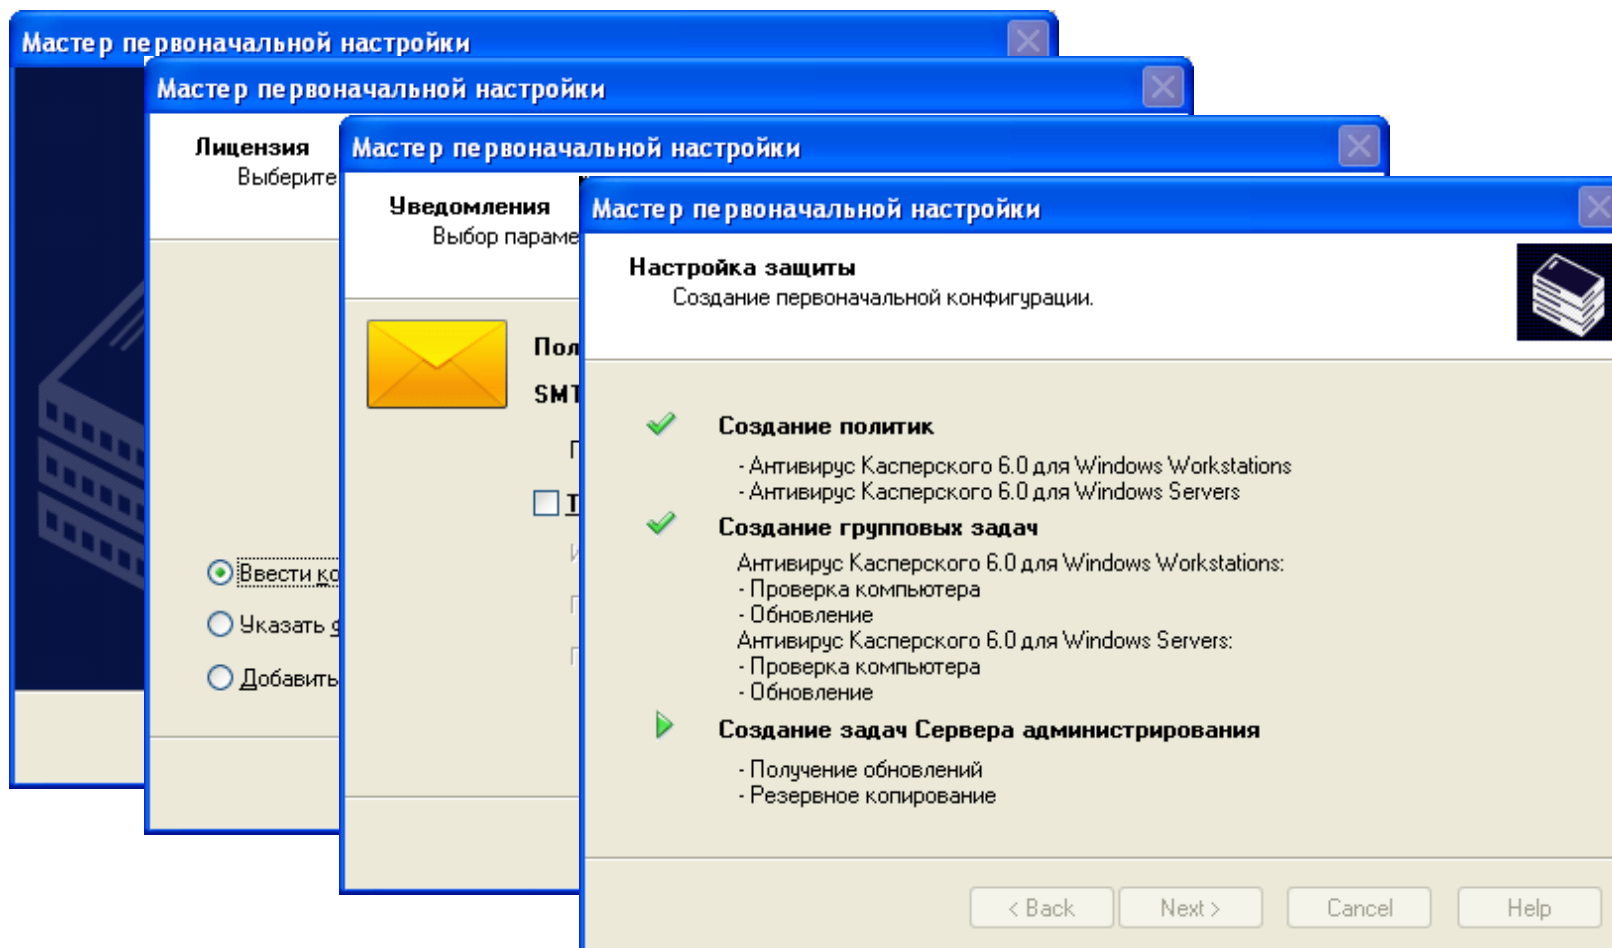 Мастер первоначальной настройки
Мастер первоначальной настройки
Лицензия
Выберите
Ввести
Указать
Добавить
Мастер первоначальной настройки
Уведомления
Выбор
Мастер первоначальной настройки
Настройка защиты
Создание первоначальной конфигурации.
Создание политик
- Антивирус Касперского 6.0 для Windows Workstations
- Антивирус Касперского 6.0 для Windows Servers
Создание групповых задач
Антивирус Касперского 6.0 для Windows Workstations:
- Проверка компьютера
- Обновление
Антивирус Касперского 6.0 для Windows Servers:
- Проверка компьютера
- Обновление
Создание задач Сервера администрирования
- Получение обновлений
- Резервное копирование
< Back
Next >
Cancel
Help